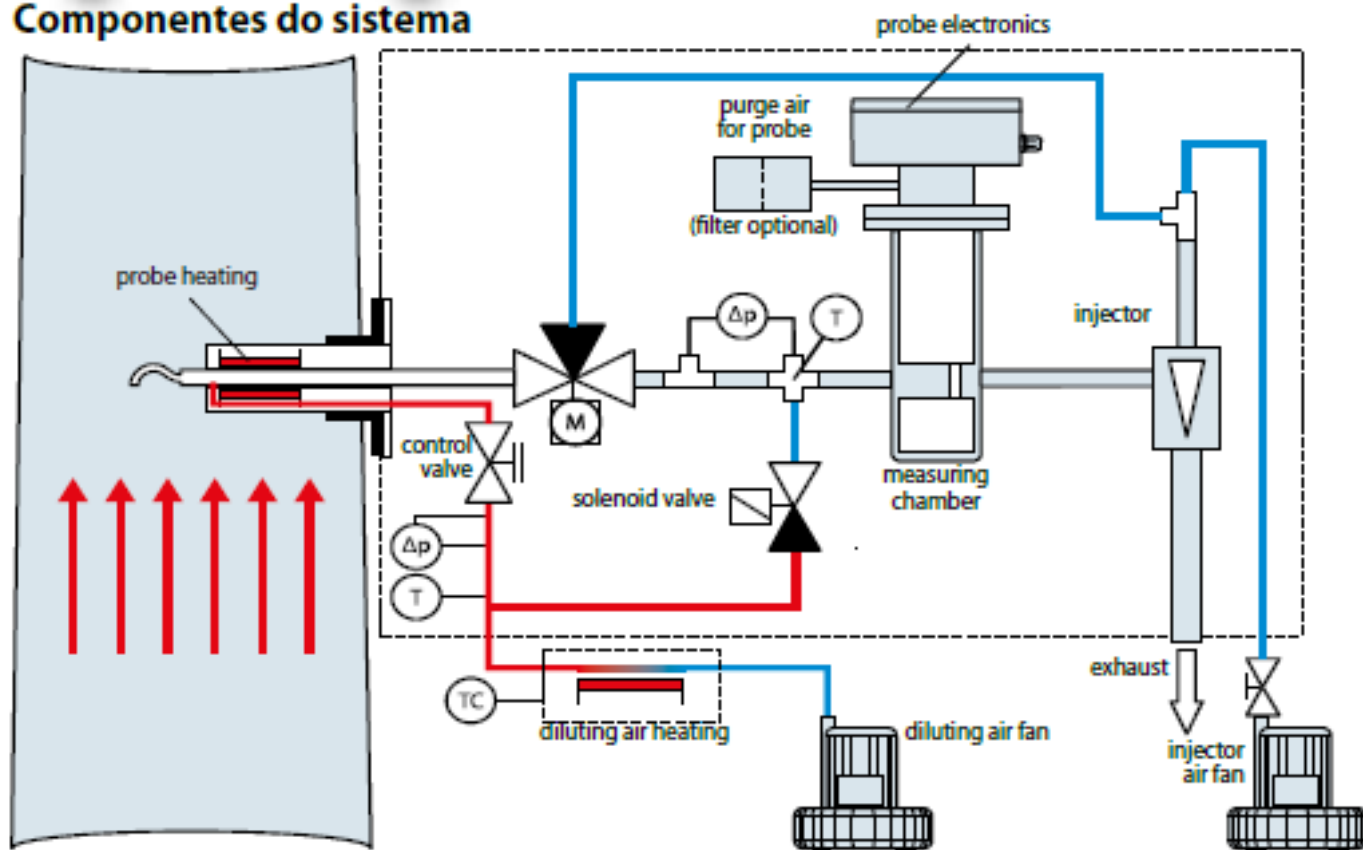 Componentes do sistema
probe electronics
purge air
for probe
(filter optional)
probe heating
Δp
T
injector
M
control
valve
solenoid valve
measuring
chamber
Δp
T
TC
diluting air heating
diluting air fan
exhaust
injector
air fan